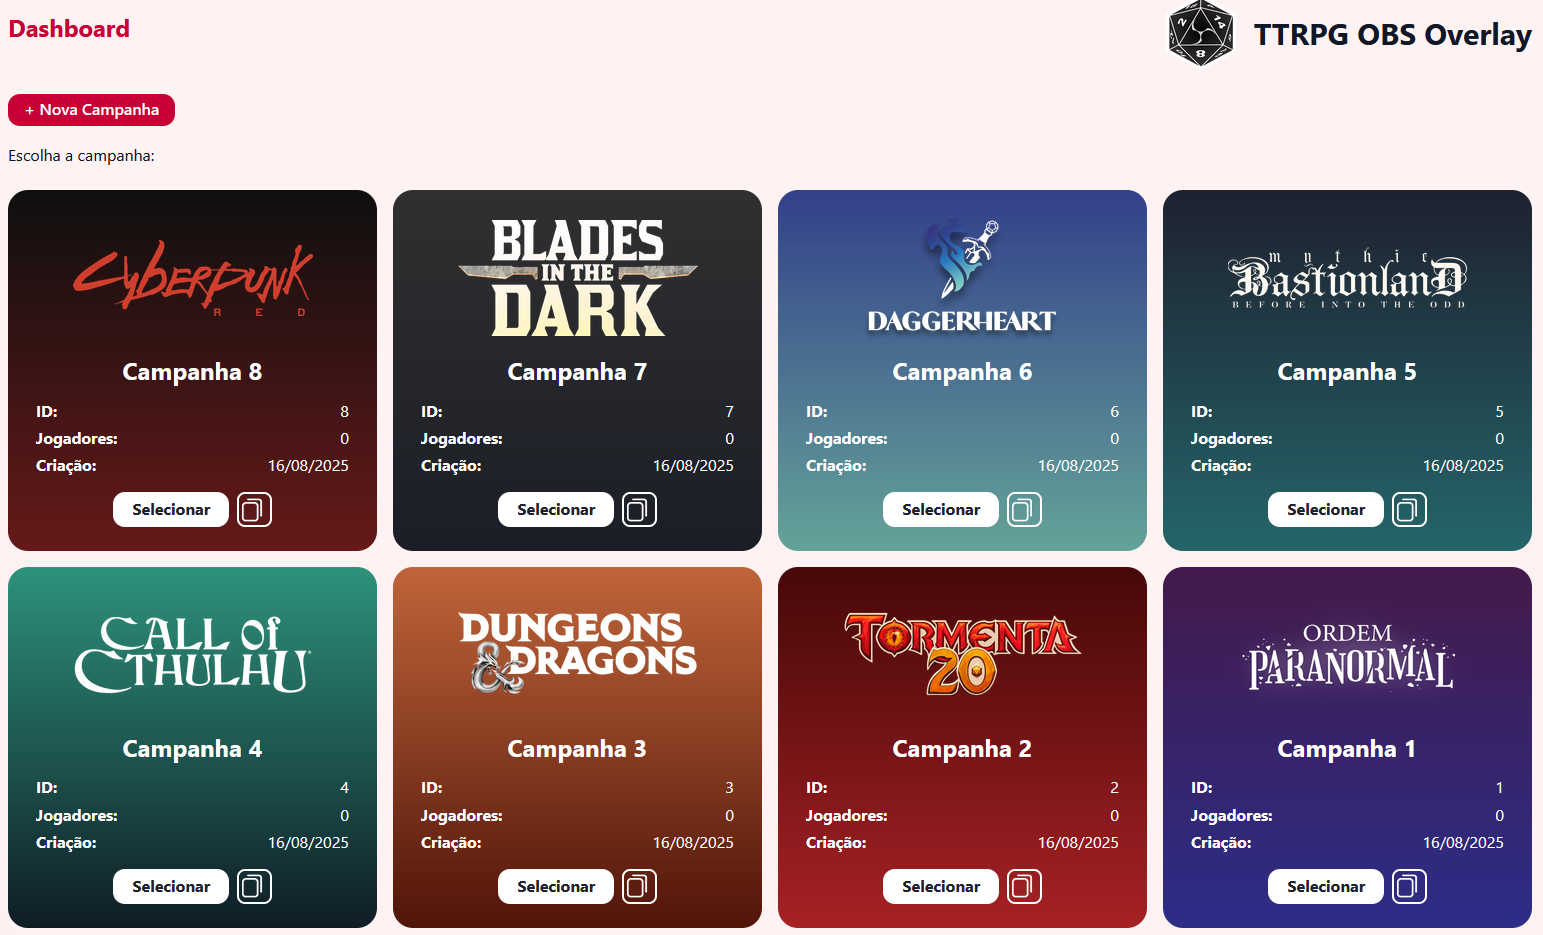 Dashboard
TTRPG OBS Overlay
+ Nova Campanha
Escolha a campanha:
CYBERPUNK
RED
Campanha 8
ID: 8
Jogadores: 0
Criação: 16/08/2025
Selecionar
BLADES
IN THE
DARK
Campanha 7
ID: 7
Jogadores: 0
Criação: 16/08/2025
Selecionar
DAGGERHEART
Campanha 6
ID: 6
Jogadores: 0
Criação: 16/08/2025
Selecionar
mythic
BastionlanD
BEFORE INTO THE ODD
Campanha 5
ID: 5
Jogadores: 0
Criação: 16/08/2025
Selecionar
CALL of
CTHULHU
Campanha 4
ID: 4
Jogadores: 0
Criação: 16/08/2025
Selecionar
DUNGEONS
& DRAGONS
Campanha 3
ID: 3
Jogadores: 0
Criação: 16/08/2025
Selecionar
TORMENTA
20
Campanha 2
ID: 2
Jogadores: 0
Criação: 16/08/2025
Selecionar
ORDEM
PARANORMAL
Campanha 1
ID: 1
Jogadores: 0
Criação: 16/08/2025
Selecionar